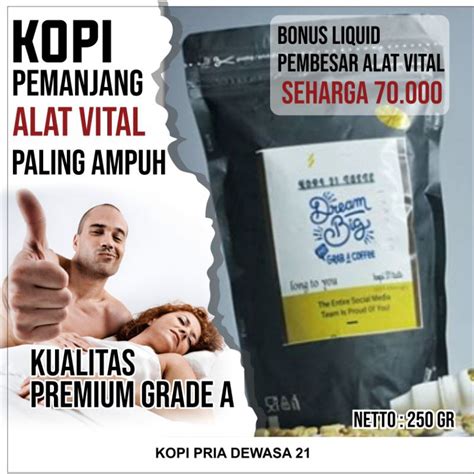 KOPI
PEMANJANG
ALAT VITAL
PALING AMPUH
BONUS LIQUID
PEMBESAR ALAT VITAL
SEHARGA 70.000
Dream
Big
GRAB A COFFEE
long to you
The Entire Social Media
Team Is Proud Of You!
KUALITAS
PREMIUM GRADE A
NETTO : 250 GR
KOPI PRIA DEWASA 21